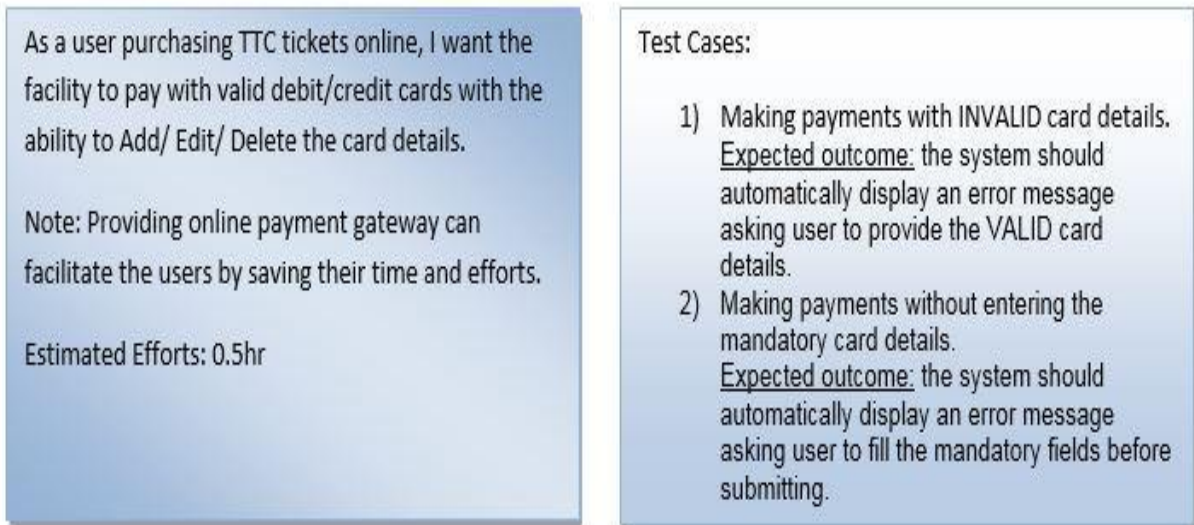 As a user purchasing TTC tickets online, I want the
facility to pay with valid debit/credit cards with the
ability to Add/ Edit/ Delete the card details.
Note: Providing online payment gateway can
facilitate the users by saving their time and efforts.
Estimated Efforts: 0.5hr
Test Cases:
1) Making payments with INVALID card details.
Expected outcome: the system should
automatically display an error message
asking user to provide the VALID card
details.
2) Making payments without entering the
mandatory card details.
Expected outcome: the system should
automatically display an error message
asking user to fill the mandatory fields before
submitting.